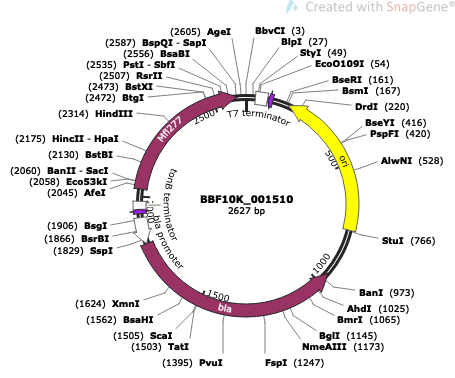 Created with SnapGene®
(2605) AgeI
(2587) BspQI - SapI
(2556) BsaBI
(2535) PstI - SbfI
(2507) RsrII
(2473) BstXI
(2472) BtgI
(2314) HindIII
(2175) HincII - HpaI
(2130) BstBI
(2060) BanII - SacI
(2058) Eco53kI
(2045) AfeI
(1906) BsgI
(1866) BsrBI
(1829) SspI
(1624) XmnI
(1562) BsaHI
(1505) ScaI
(1503) TatI
(1395) PvuI
BbvCI (3)
BlpI (27)
StyI (49)
EcoO109I (54)
BseRI (161)
BsmI (167)
DrdI (220)
BseYI (416)
PspFI (420)
AlwNI (528)
StuI (766)
BanI (973)
AhdI (1025)
BmrI (1065)
BglI (1145)
NmeAIII (1173)
FspI (1247)
T7 terminator
Mfl277
ori
tonB terminator
bla promoter
bla
500
1000
1500
2500
BBF10K_001510
2627 bp